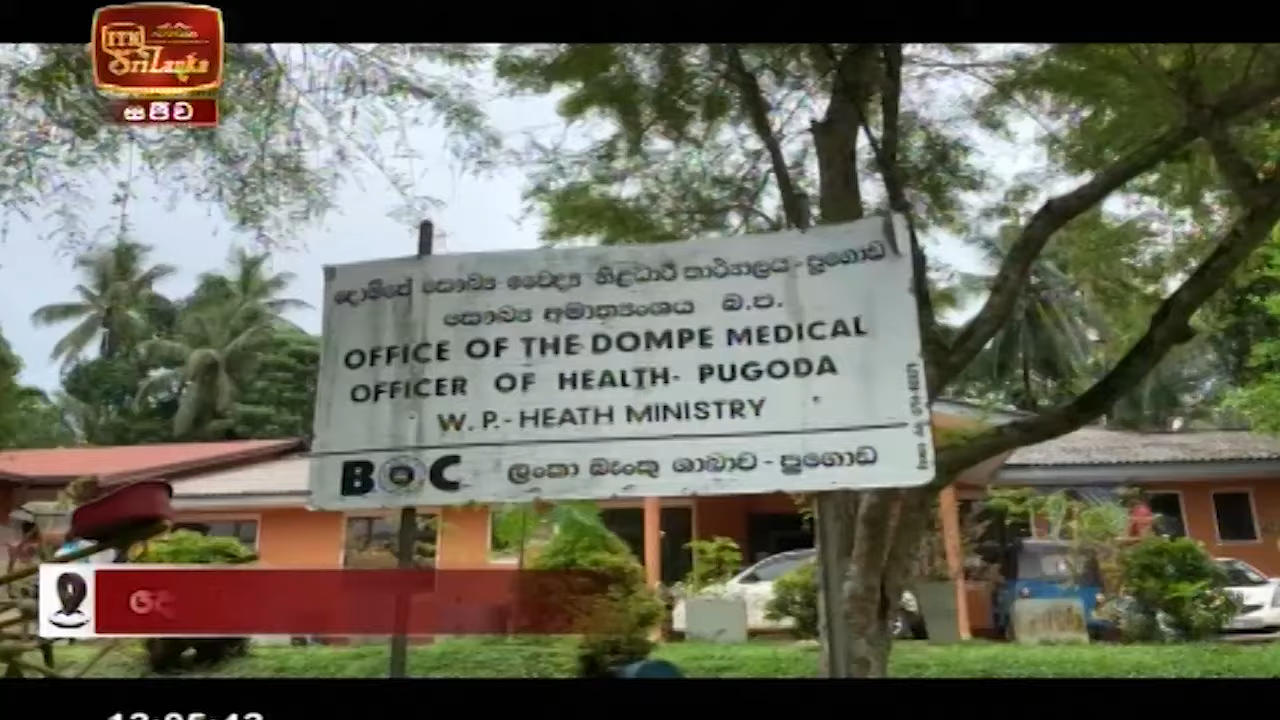 ITN
Sri Lanka
සජීව
දොම්පේ සෞඛ්‍ය වෛද්‍ය නිළධාරී කාර්යාලය - පූගොඩ
සෞඛ්‍ය අමාත්‍යංශය බ.ප.
OFFICE OF THE DOMPE MEDICAL
OFFICER OF HEALTH- PUGODA
W. P.- HEATH MINISTRY
BOC ලංකා බැංකු ශාඛාව - පූගොඩ
දෙ